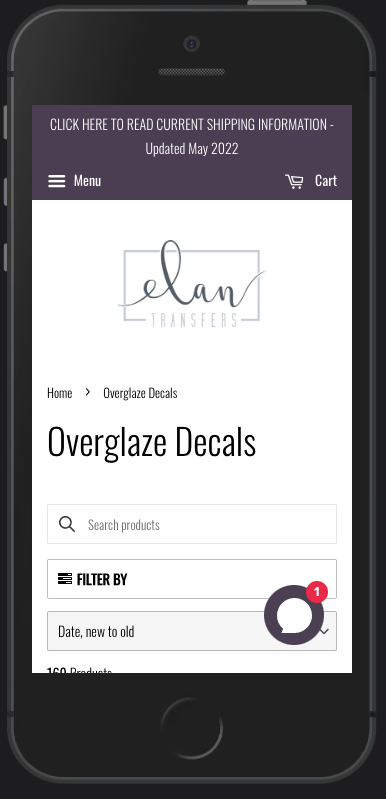 CLICK HERE TO READ CURRENT SHIPPING INFORMATION -
Updated May 2022
Menu
Cart
elan
TRANSFERS
Home › Overglaze Decals
Overglaze Decals
Search products
FILTER BY
1
Date, new to old
160 Products